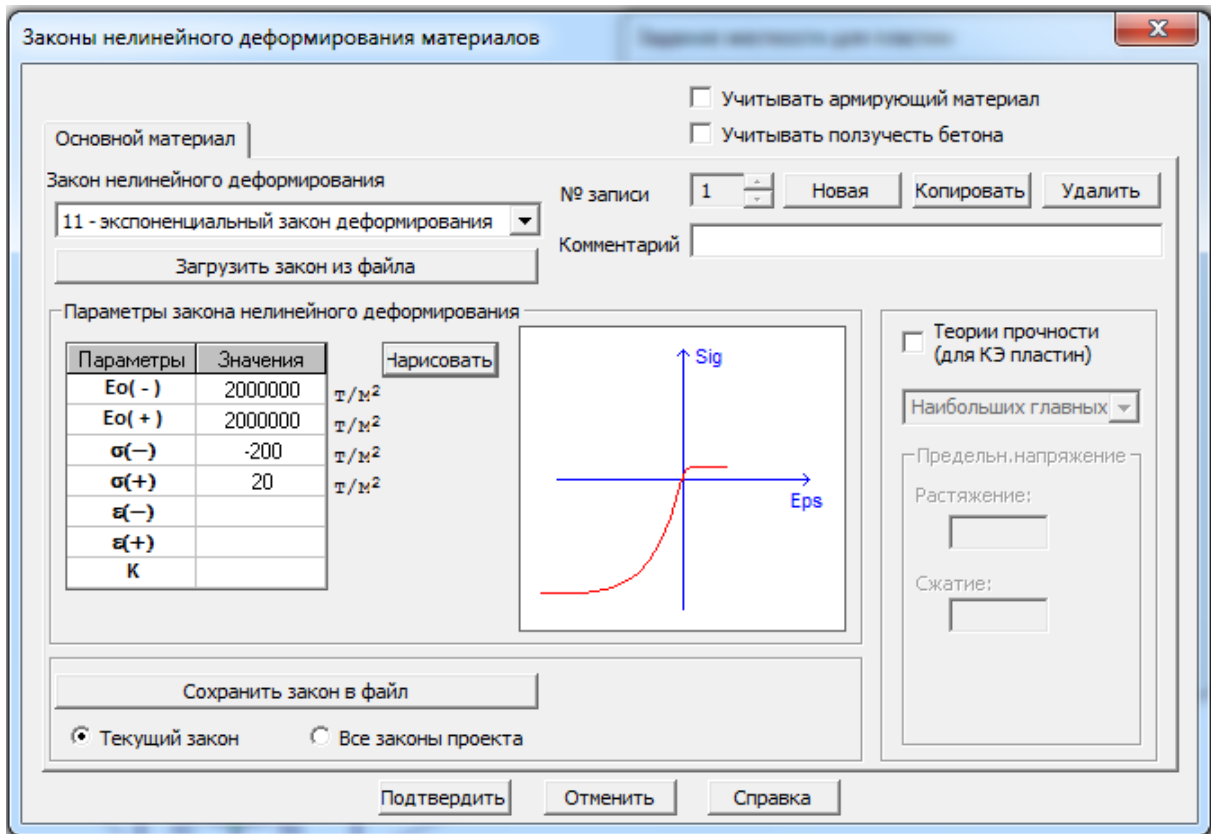 Законы нелинейного деформирования материалов
X
Учитывать армирующий материал
Учитывать ползучесть бетона
Основной материал
Закон нелинейного деформирования
11 - экспоненциальный закон деформирования
Загрузить закон из файла
№ записи 1 Новая Копировать Удалить
Комментарий
Параметры закона нелинейного деформирования
Параметры Значения
Eo( - ) 2000000 т/м²
Eo( + ) 2000000 т/м²
σ(−) -200 т/м²
σ(+) 20 т/м²
ε(−)
ε(+)
К
Нарисовать
Sig
Eps
Теории прочности
(для КЭ пластин)
Наибольших главных
Предельн.напряжение
Растяжение:
Сжатие:
Сохранить закон в файл
Текущий закон Все законы проекта
Подтвердить Отменить Справка